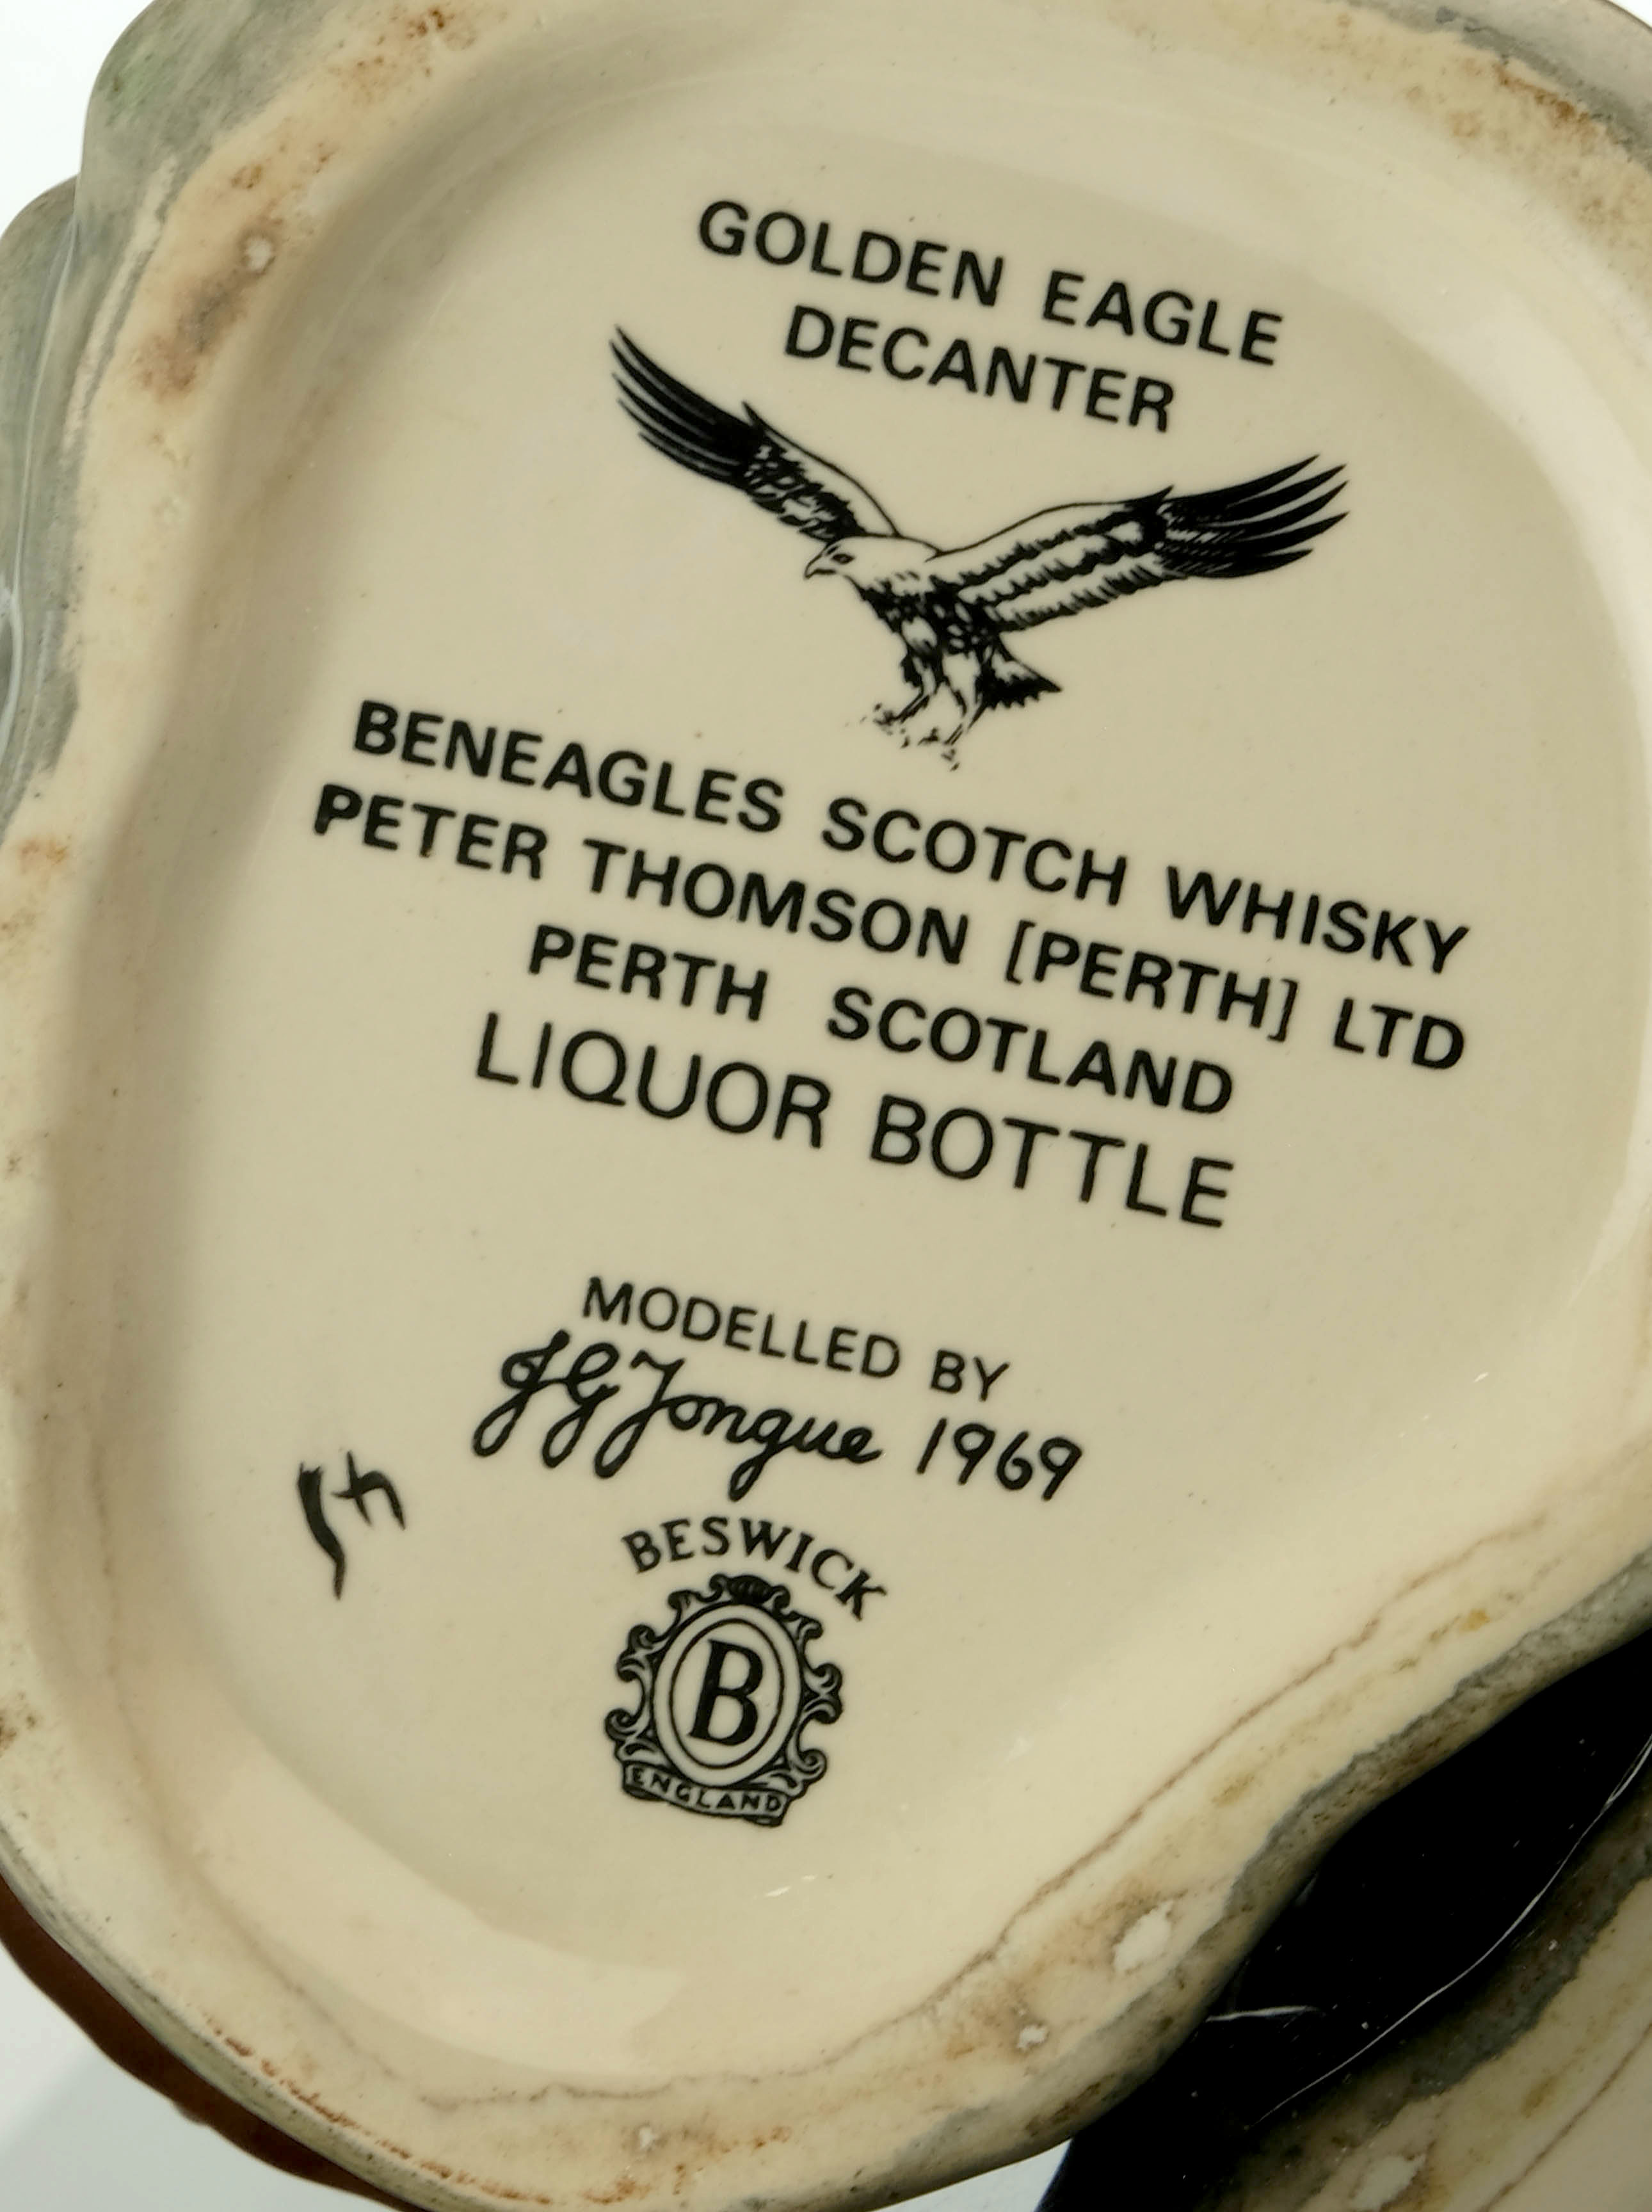 GOLDEN EAGLE
DECANTER
BENEAGLES SCOTCH WHISKY
PETER THOMSON [PERTH] LTD
PERTH SCOTLAND
LIQUOR BOTTLE
MODELLED BY
JG Tongue 1969
BESWICK
B
ENGLAND